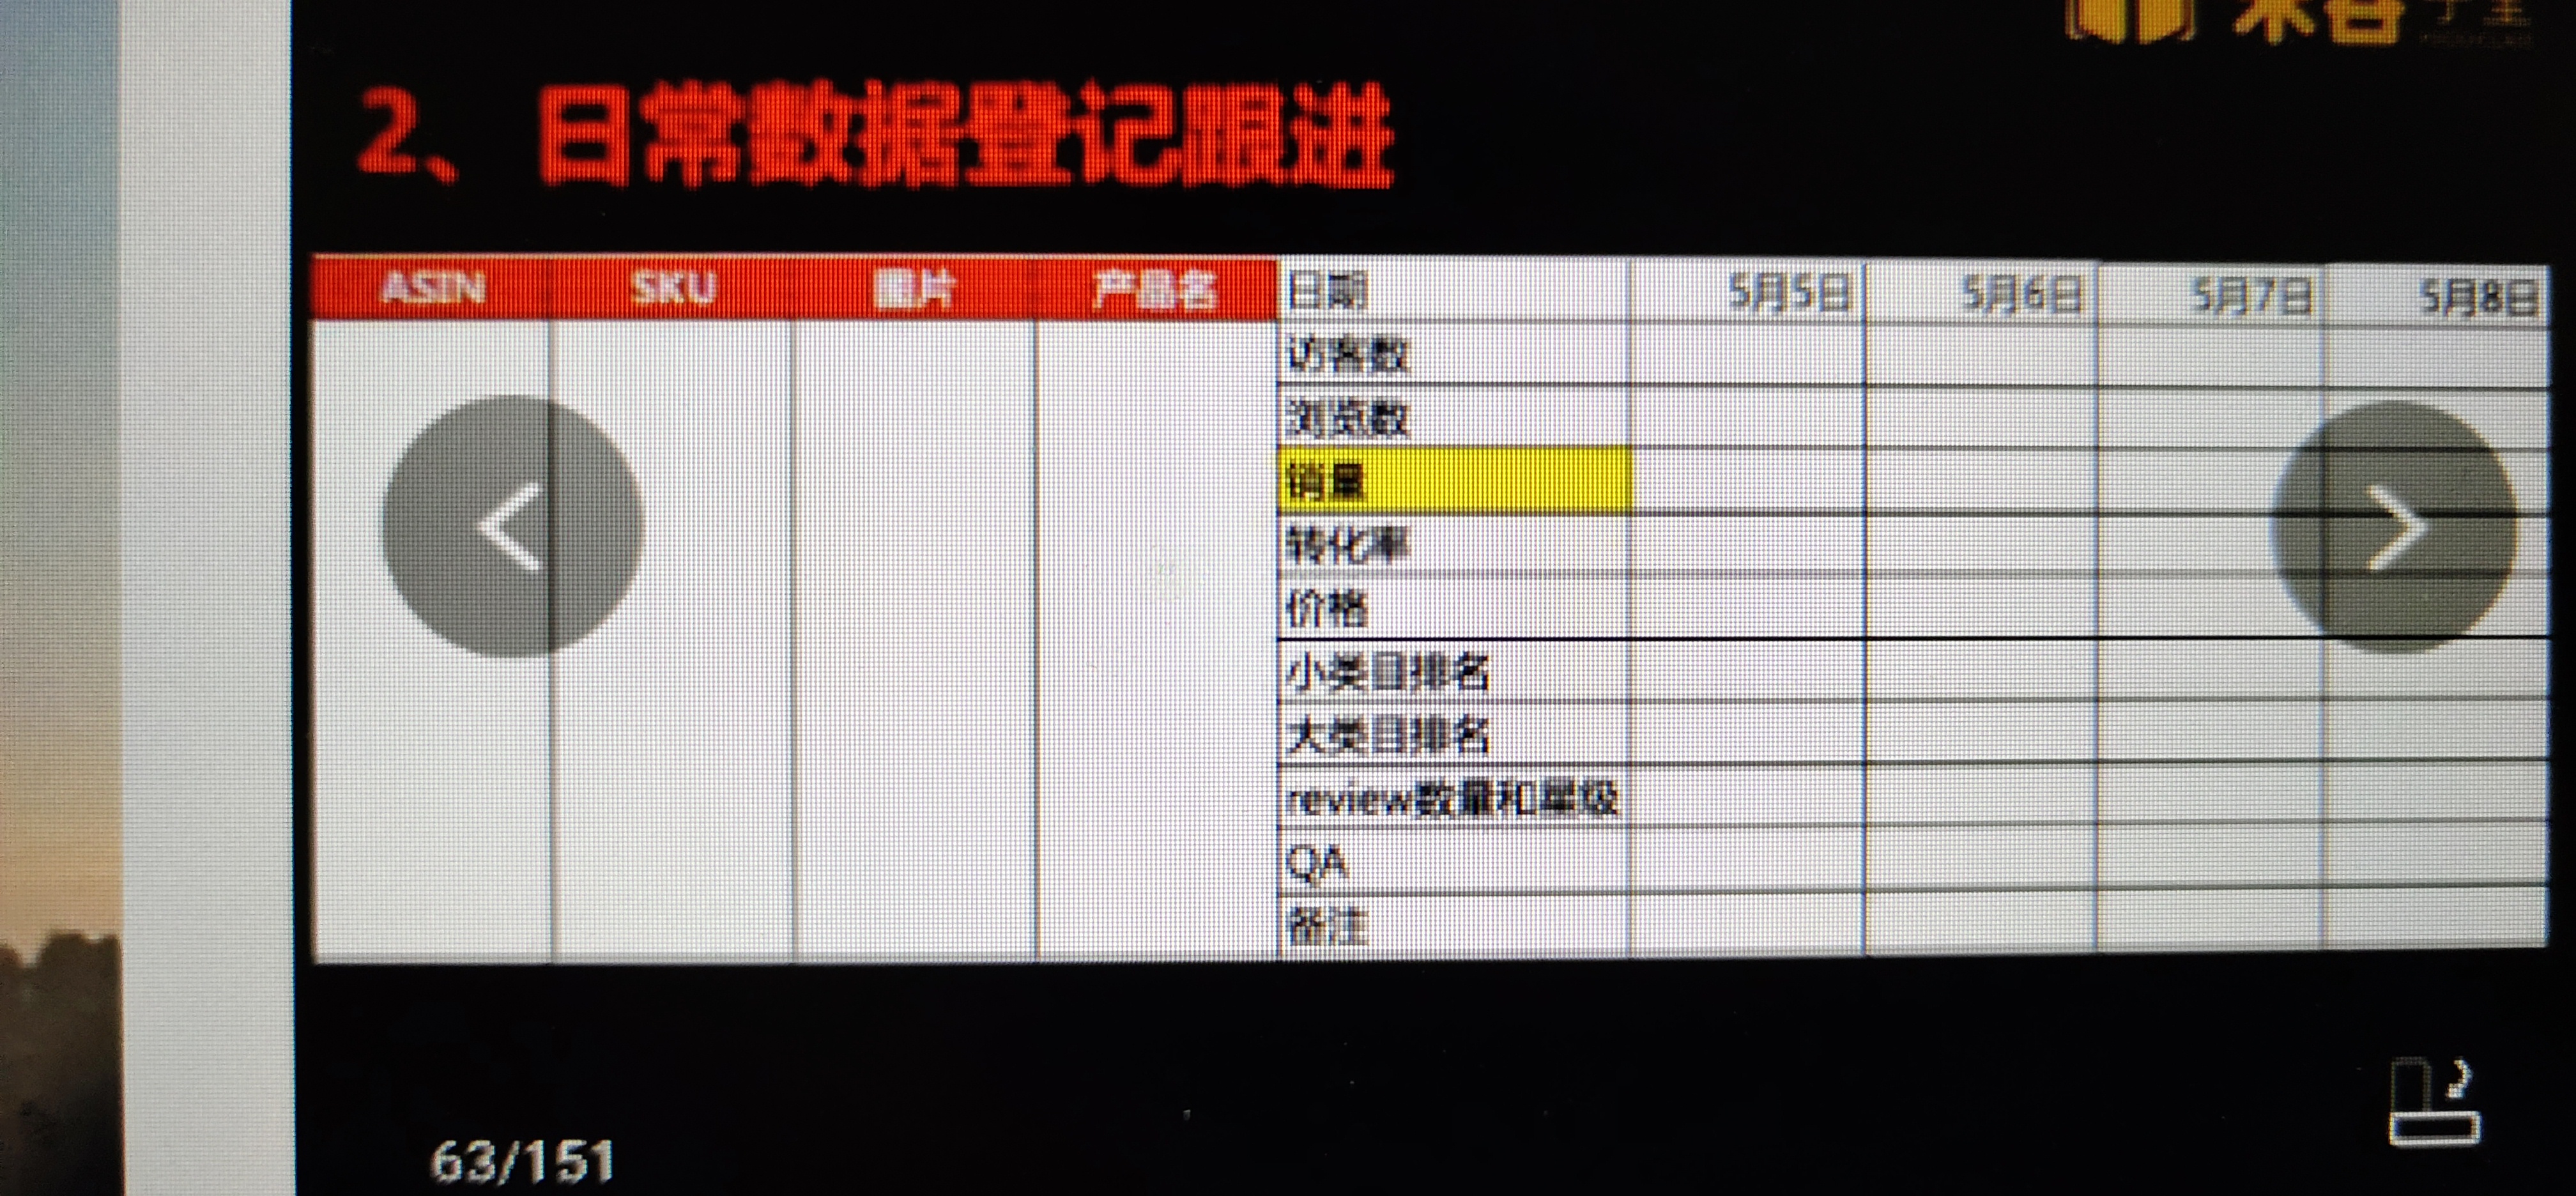 2、日常数据登记跟进
ASIN SKU 图片 产品名 日期 5月5日 5月6日 5月7日 5月8日
访客数
浏览数
销量
转化率
价格
小类目排名
大类目排名
review数量和星级
QA
备注
63/151